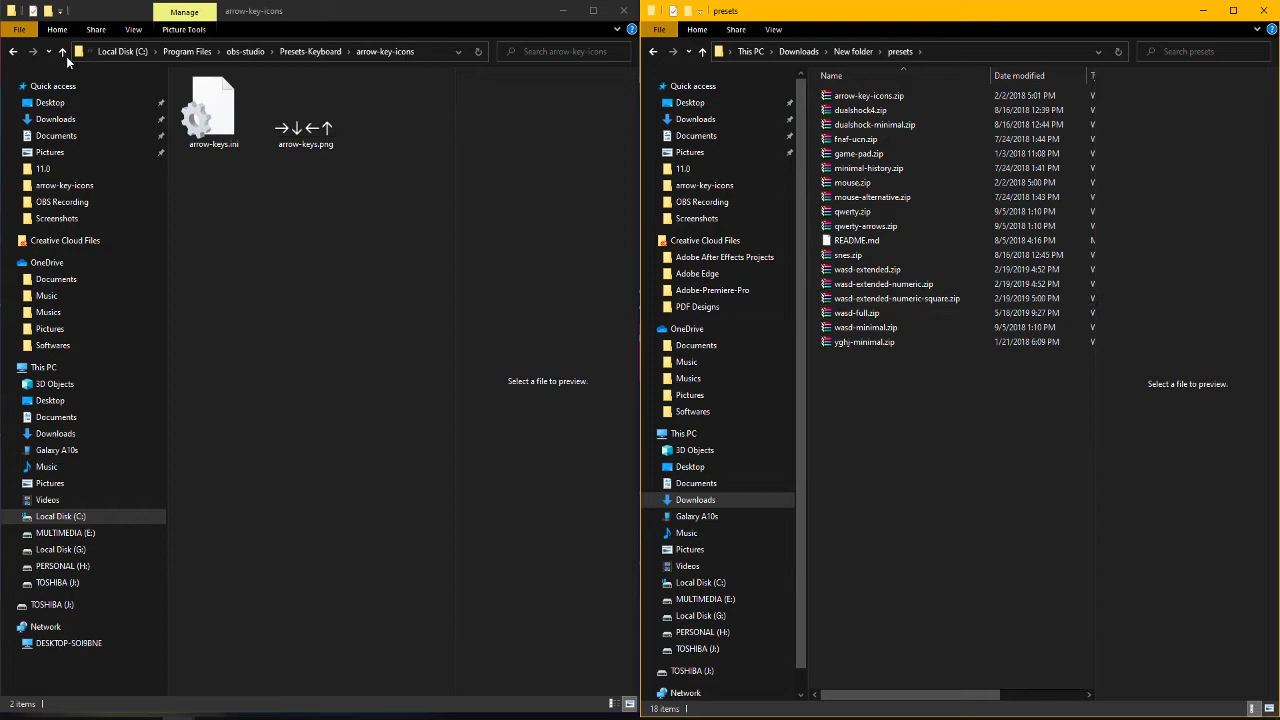 Manage
arrow-key-icons
File
Home
Share
View
Picture Tools
Local Disk (C:)
Program Files
obs-studio
Presets-Keyboard
arrow-key-icons
Search arrow-key-icons
Quick access
Desktop
Downloads
Documents
Pictures
11.0
arrow-key-icons
OBS Recording
Screenshots
Creative Cloud Files
OneDrive
Documents
Music
Musics
Pictures
Softwares
This PC
3D Objects
Desktop
Documents
Downloads
Galaxy A10s
Music
Pictures
Videos
Local Disk (C:)
MULTIMEDIA (E:)
Local Disk (G:)
PERSONAL (H:)
TOSHIBA (J:)
TOSHIBA (J:)
Network
DESKTOP-SOI9BNE
arrow-keys.ini
arrow-keys.png
Select a file to preview.
2 items
presets
File
Home
Share
View
This PC
Downloads
New folder
presets
Search presets
Quick access
Desktop
Downloads
Documents
Pictures
11.0
arrow-key-icons
OBS Recording
Screenshots
Creative Cloud Files
Adobe After Effects Projects
Adobe Edge
Adobe-Premiere-Pro
PDF Designs
OneDrive
Documents
Music
Musics
Pictures
Softwares
This PC
3D Objects
Desktop
Documents
Downloads
Galaxy A10s
Music
Pictures
Videos
Local Disk (C:)
MULTIMEDIA (E:)
Local Disk (G:)
PERSONAL (H:)
TOSHIBA (J:)
TOSHIBA (J:)
Network
Name Date modified
arrow-key-icons.zip 2/2/2018 5:01 PM
dualshock4.zip 8/16/2018 12:39 PM
dualshock-minimal.zip 8/16/2018 12:44 PM
fnaf-ucn.zip 7/24/2018 1:44 PM
game-pad.zip 1/3/2018 11:08 PM
minimal-history.zip 7/24/2018 1:41 PM
mouse.zip 2/2/2018 5:00 PM
mouse-alternative.zip 7/24/2018 1:43 PM
qwerty.zip 9/5/2018 1:10 PM
qwerty-arrows.zip 9/5/2018 1:10 PM
README.md 8/5/2018 4:16 PM
snes.zip 8/16/2018 12:45 PM
wasd-extended.zip 2/19/2019 4:52 PM
wasd-extended-numeric.zip 2/19/2019 4:52 PM
wasd-extended-numeric-square.zip 2/19/2019 5:00 PM
wasd-full.zip 5/18/2019 9:27 PM
wasd-minimal.zip 9/5/2018 1:10 PM
yghj-minimal.zip 1/21/2018 6:09 PM
Select a file to preview.
18 items